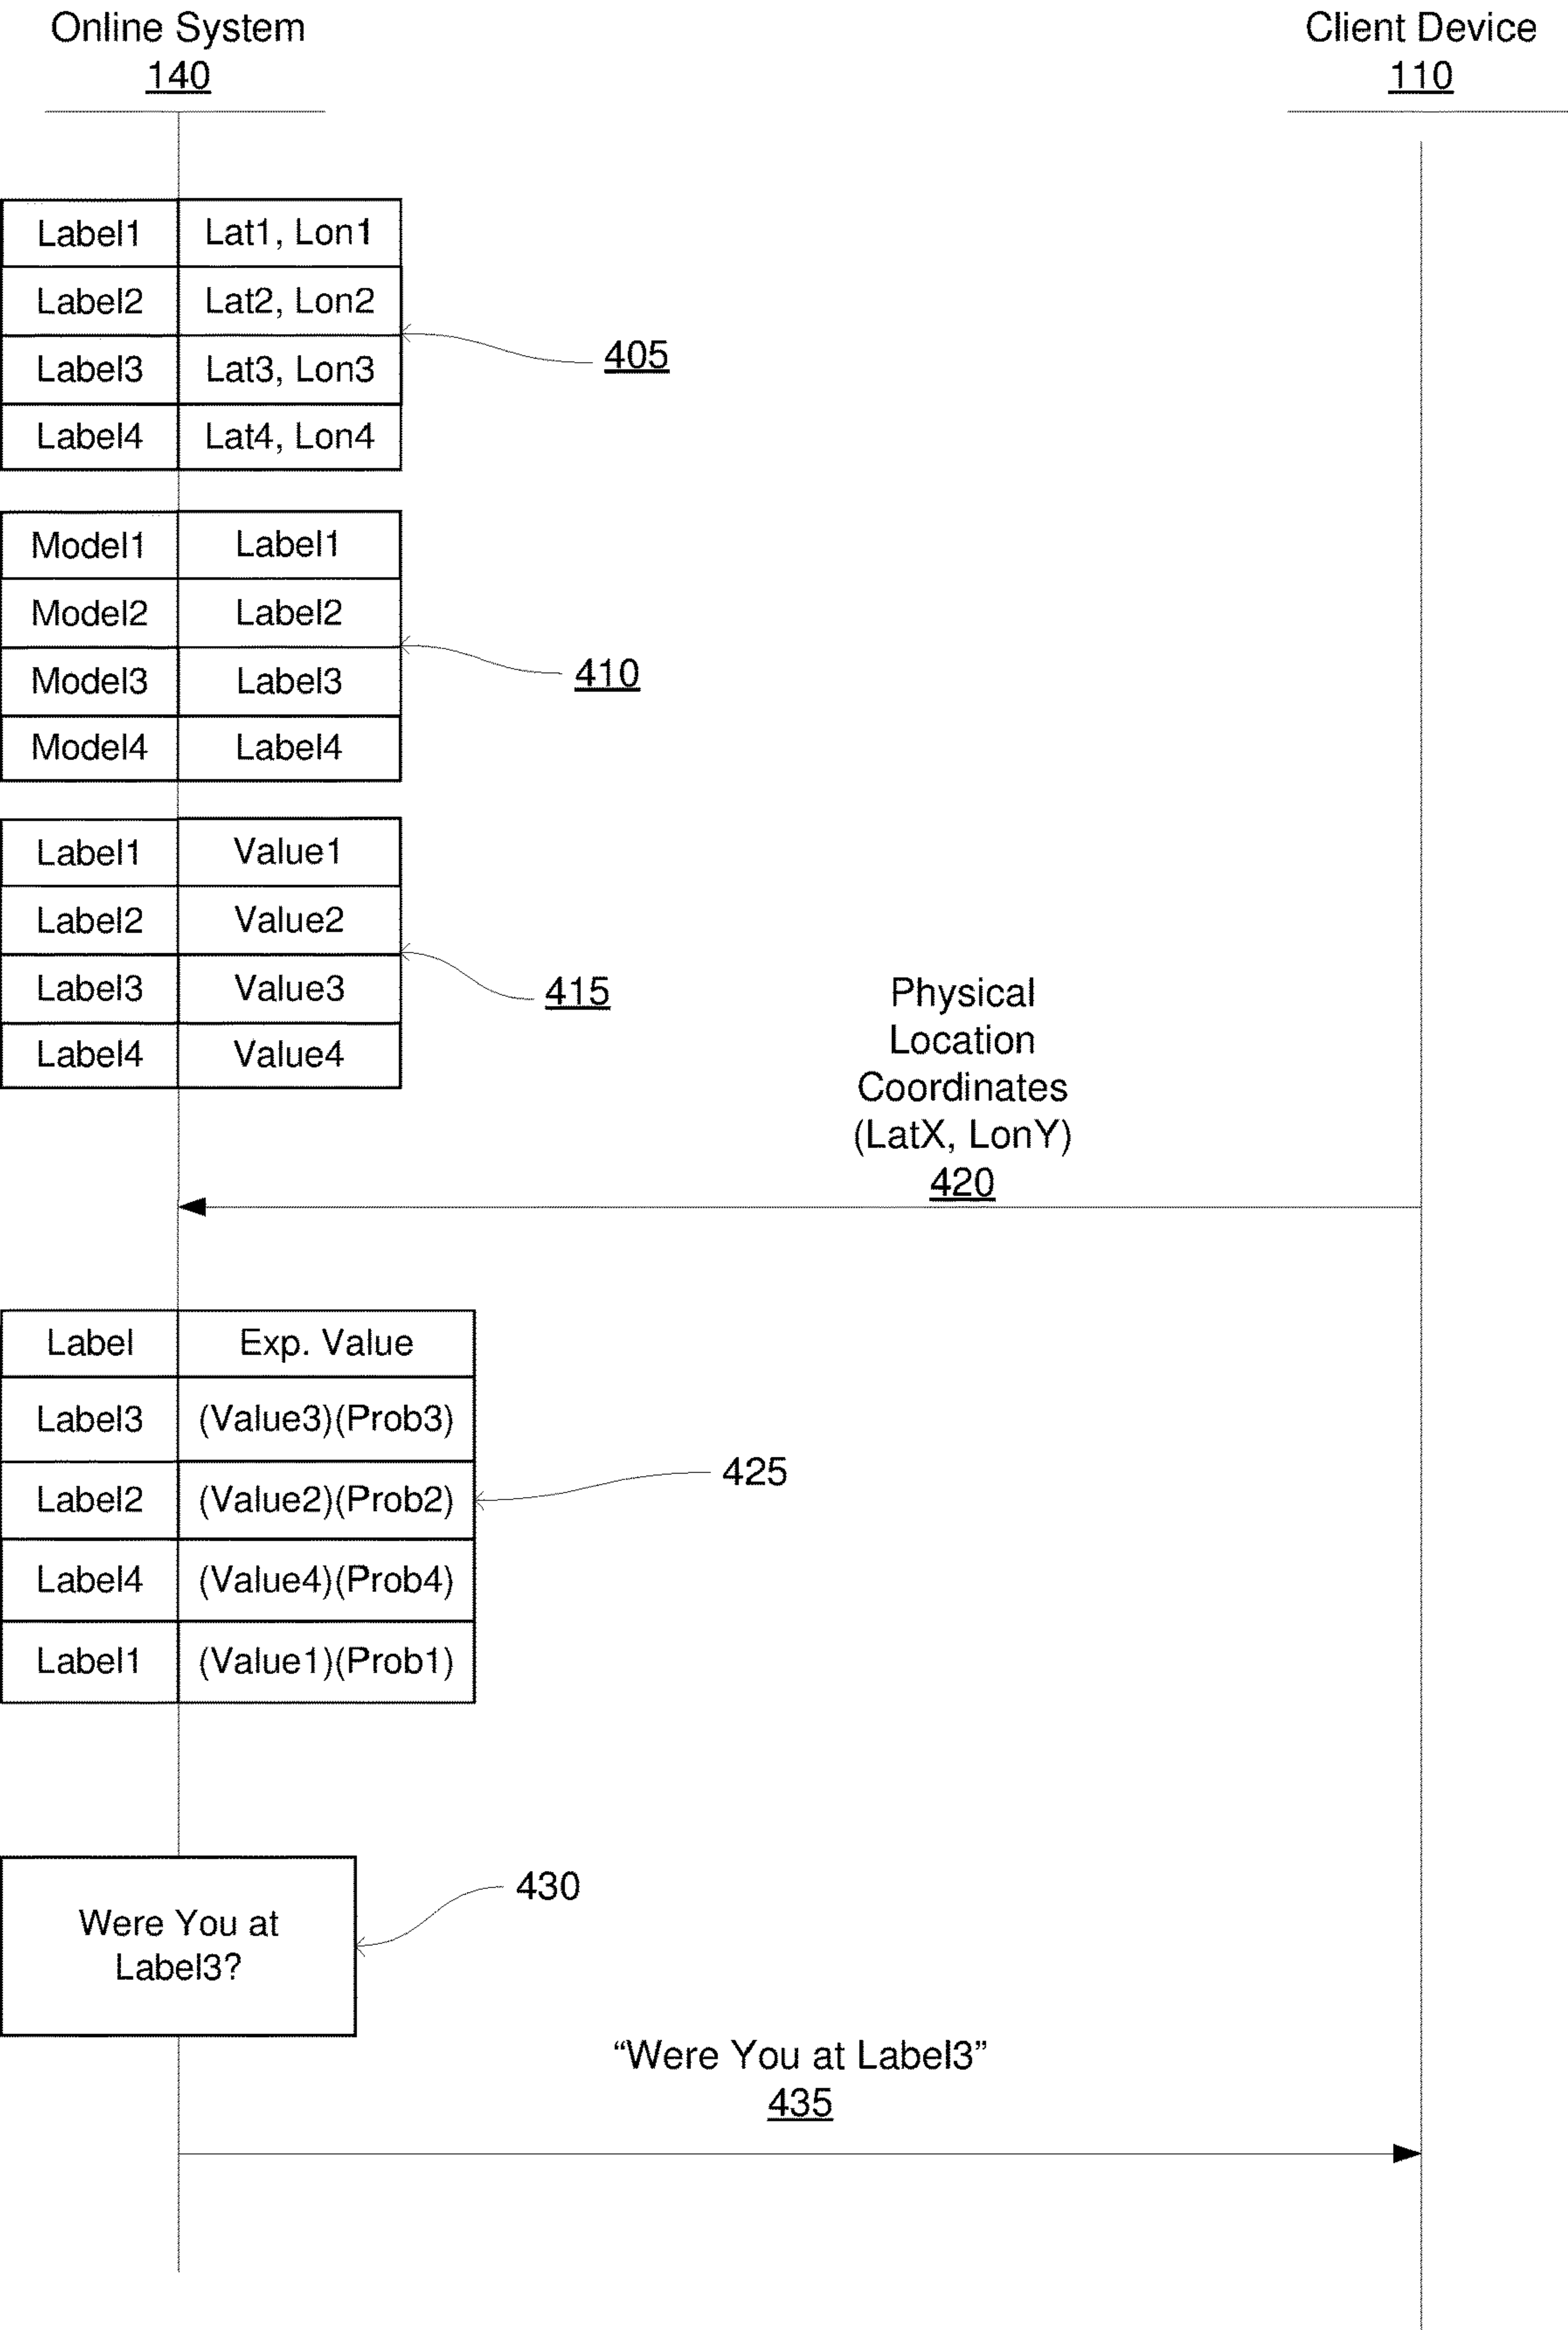 Online System
140
Client Device
110
Label1 Lat1, Lon1
Label2 Lat2, Lon2
Label3 Lat3, Lon3
Label4 Lat4, Lon4
405
Model1 Label1
Model2 Label2
Model3 Label3
Model4 Label4
410
Label1 Value1
Label2 Value2
Label3 Value3
Label4 Value4
415
Physical
Location
Coordinates
(LatX, LonY)
420
Label Exp. Value
Label3 (Value3)(Prob3)
Label2 (Value2)(Prob2)
Label4 (Value4)(Prob4)
Label1 (Value1)(Prob1)
425
Were You at
Label3?
430
“Were You at Label3”
435